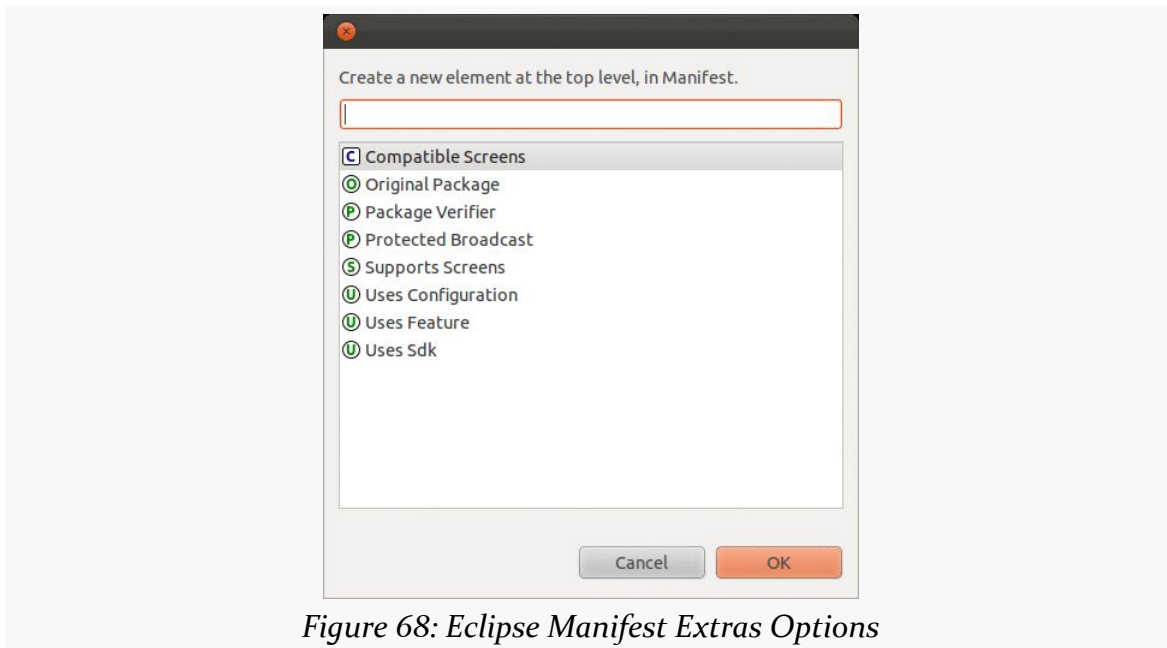 Create a new element at the top level, in Manifest.
C Compatible Screens
O Original Package
P Package Verifier
P Protected Broadcast
S Supports Screens
U Uses Configuration
U Uses Feature
U Uses Sdk
Cancel OK
Figure 68: Eclipse Manifest Extras Options